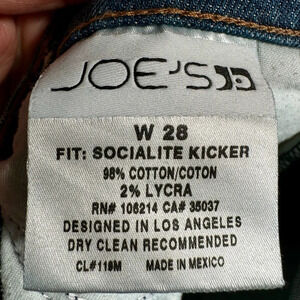 JOE'S
W 28
FIT: SOCIALITE KICKER
98% COTTON/COTON
2% LYCRA
RN# 106214 CA# 35037
DESIGNED IN LOS ANGELES
DRY CLEAN RECOMMENDED
CL#118M MADE IN MEXICO